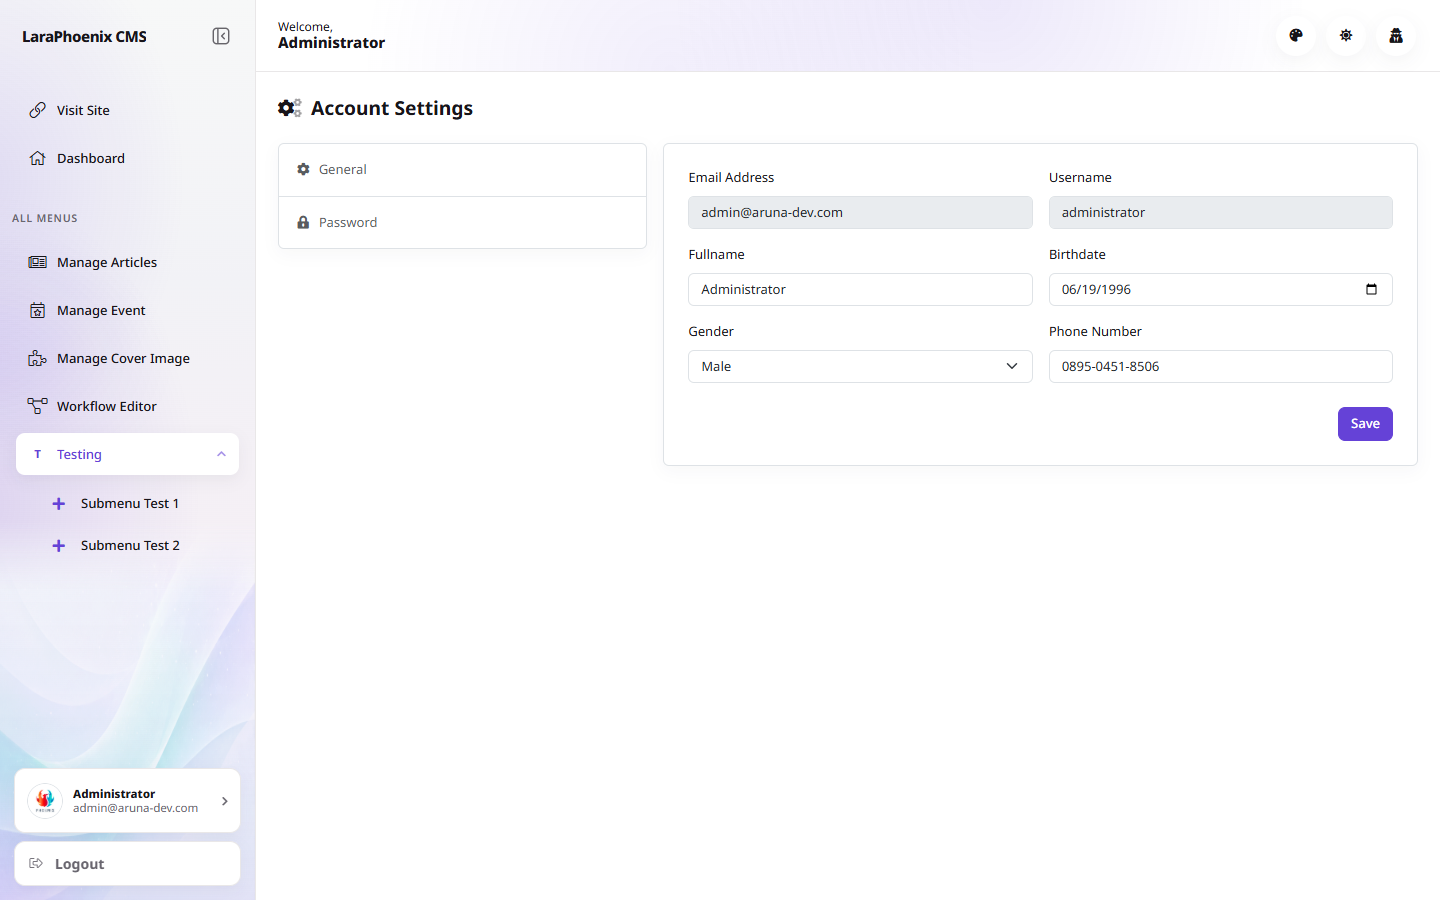 LaraPhoenix CMS
Visit Site
Dashboard
ALL MENUS
Manage Articles
Manage Event
Manage Cover Image
Workflow Editor
T Testing
Submenu Test 1
Submenu Test 2
Administrator
admin@aruna-dev.com
Logout
Welcome,
Administrator
Account Settings
General
Password
Email Address
admin@aruna-dev.com
Username
administrator
Fullname
Administrator
Birthdate
06/19/1996
Gender
Male
Phone Number
0895-0451-8506
Save